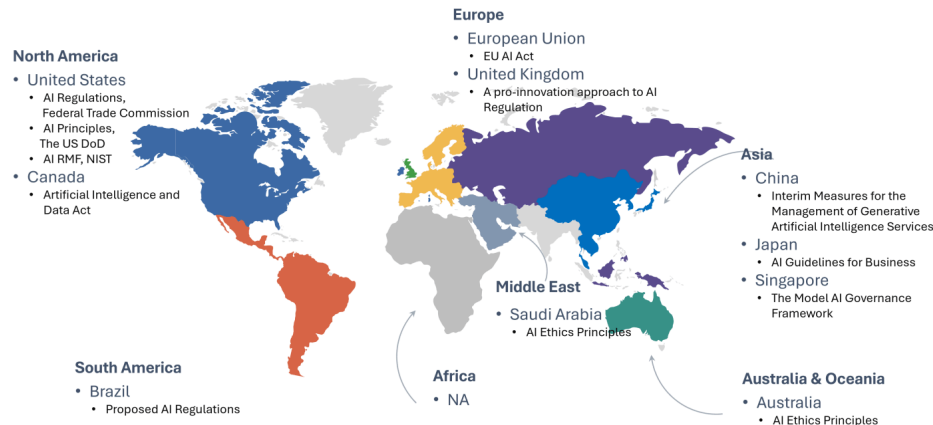 Europe
• European Union
• EU AI Act
• United Kingdom
• A pro-innovation approach to AI
Regulation
North America
• United States
• AI Regulations,
Federal Trade Commission
• AI Principles,
The US DoD
• AI RMF, NIST
• Canada
• Artificial Intelligence and
Data Act
Asia
• China
• Interim Measures for the
Management of Generative
Artificial Intelligence Services
• Japan
• AI Guidelines for Business
• Singapore
• The Model AI Governance
Framework
Middle East
• Saudi Arabia
• AI Ethics Principles
South America
• Brazil
• Proposed AI Regulations
Africa
• NA
Australia & Oceania
• Australia
• AI Ethics Principles